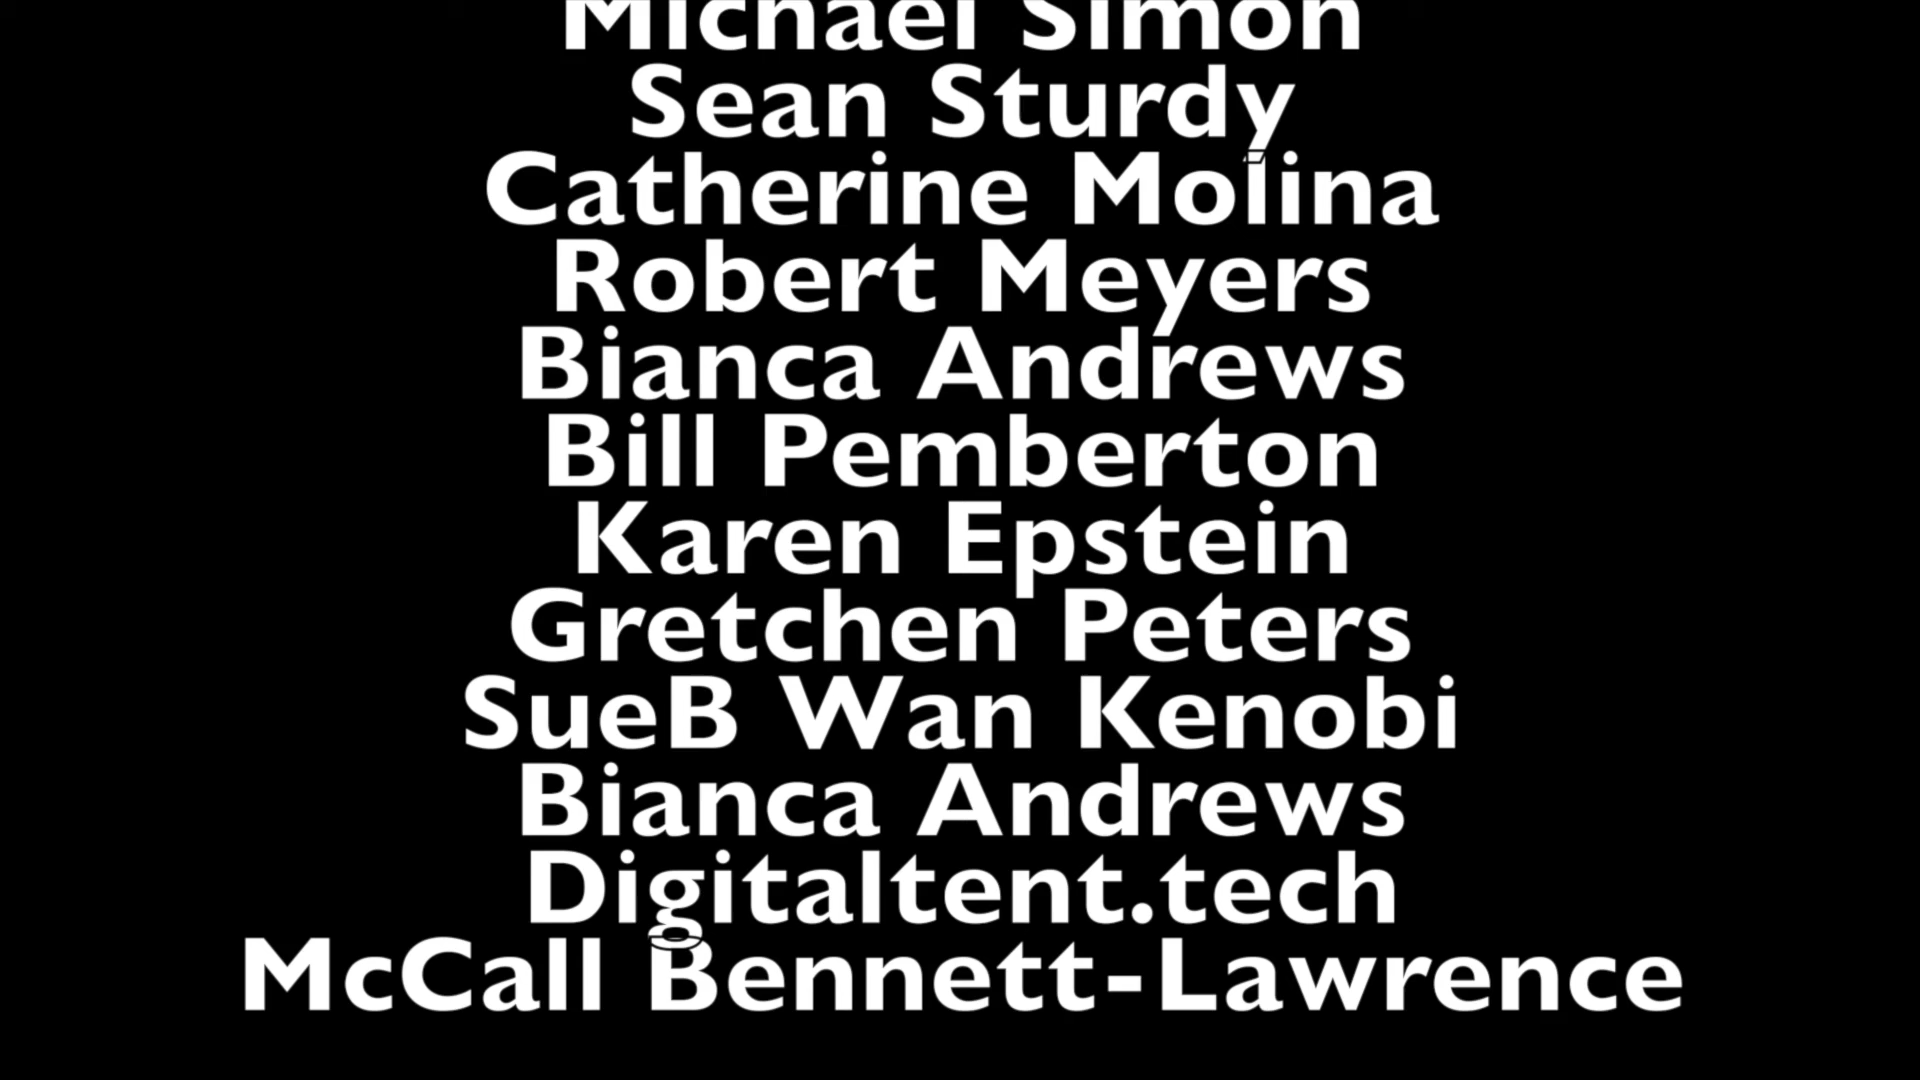 Michael Simon
Sean Sturdy
Catherine Molina
Robert Meyers
Bianca Andrews
Bill Pemberton
Karen Epstein
Gretchen Peters
SueB Wan Kenobi
Bianca Andrews
Digitaltent.tech
McCall Bennett-Lawrence